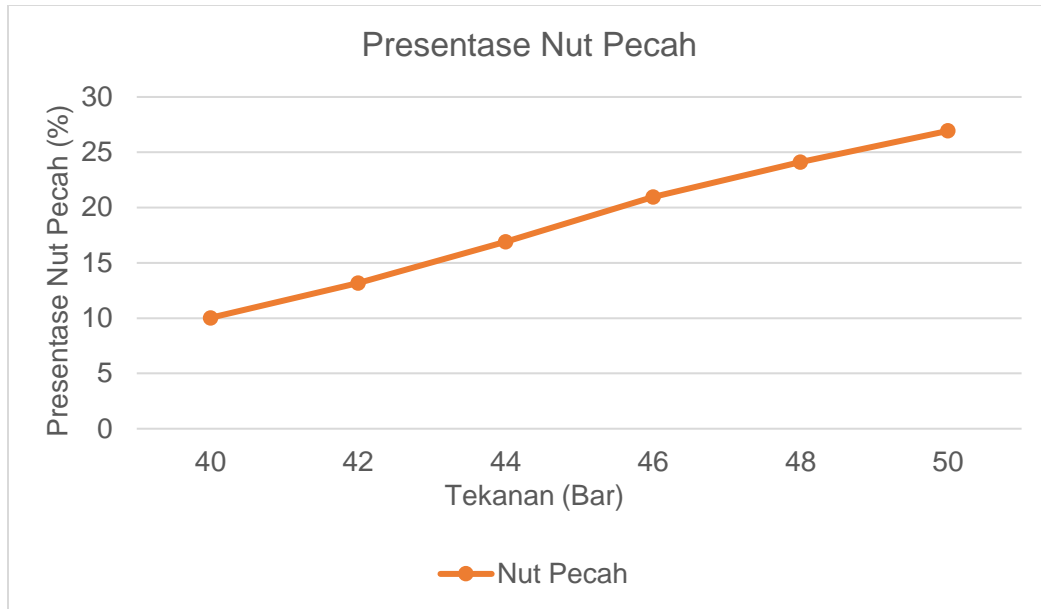 Presentase Nut Pecah
Presentase Nut Pecah (%)
30
25
20
15
10
5
0
40 42 44 46 48 50
Tekanan (Bar)
Nut Pecah